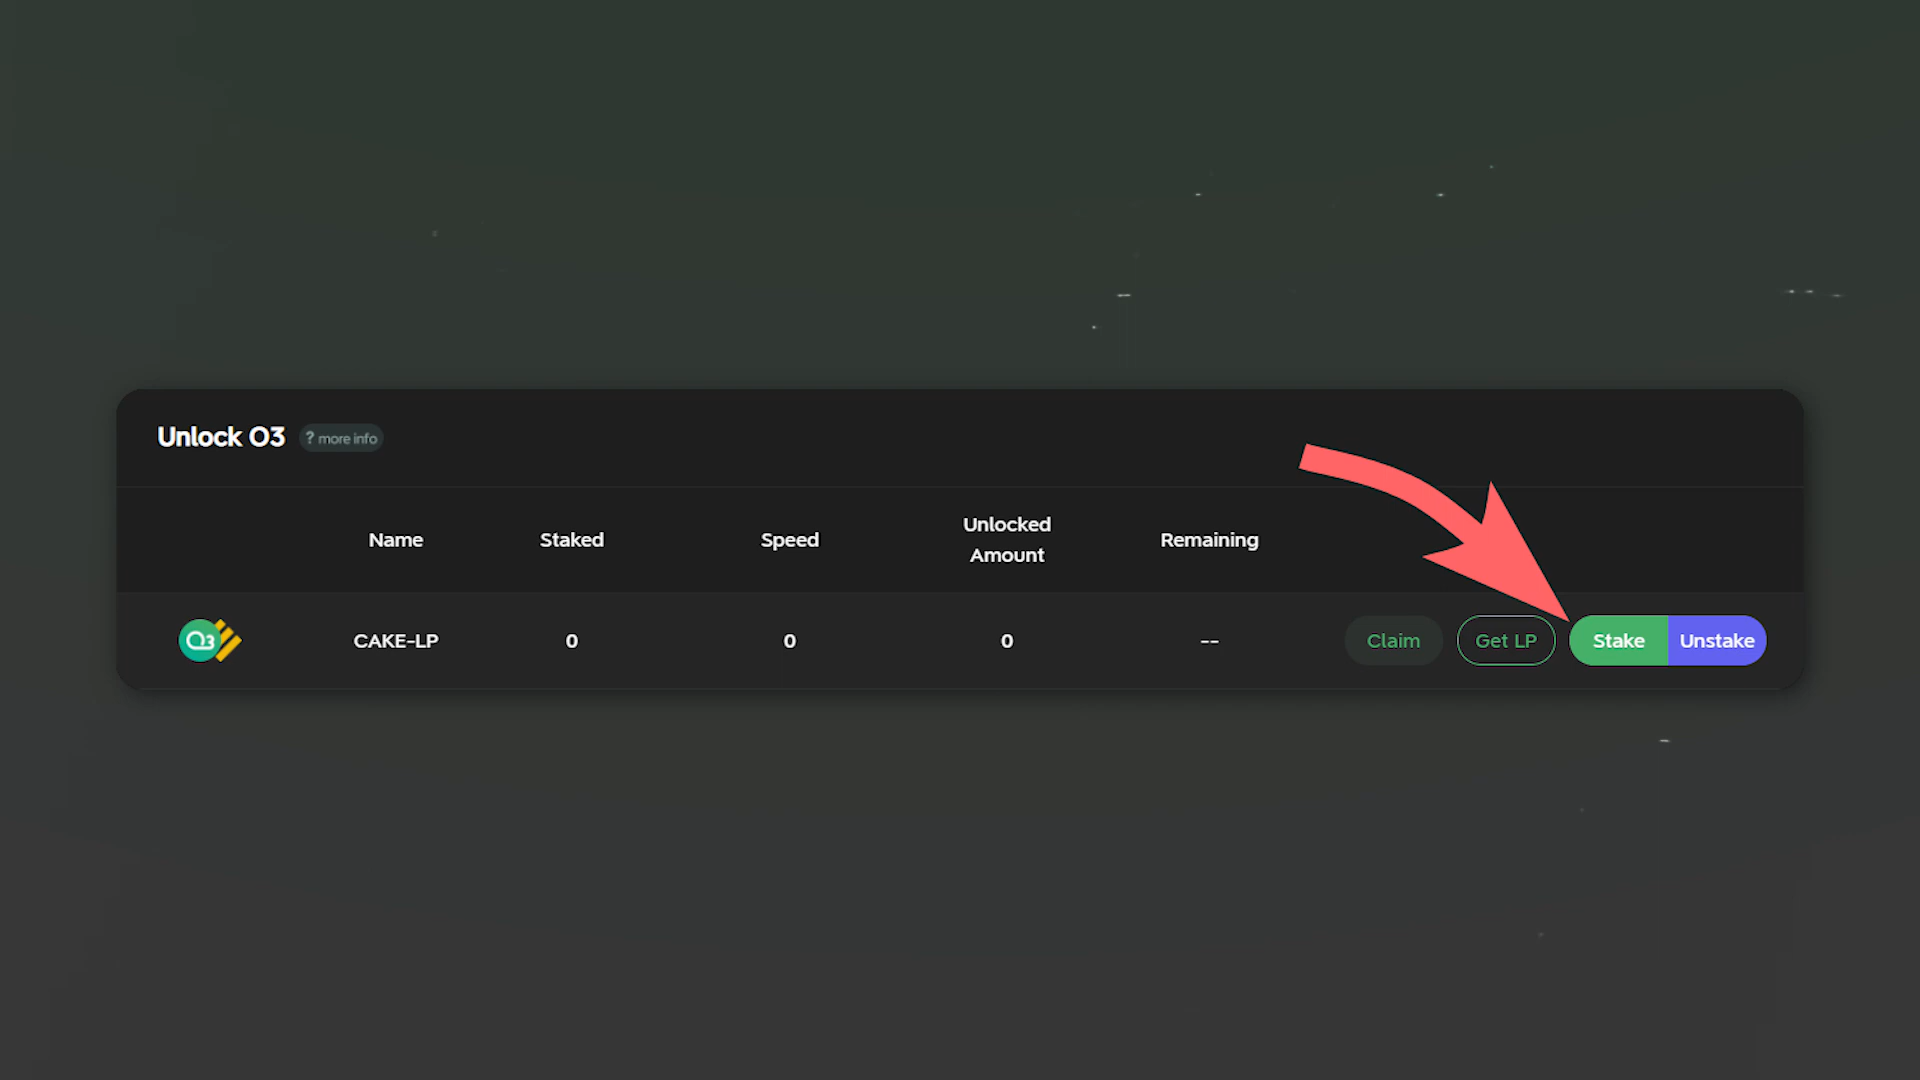 Unlock O3 ? more info
Name Staked Speed Unlocked Amount Remaining
O3 CAKE-LP 0 0 0 -- Claim Get LP Stake Unstake